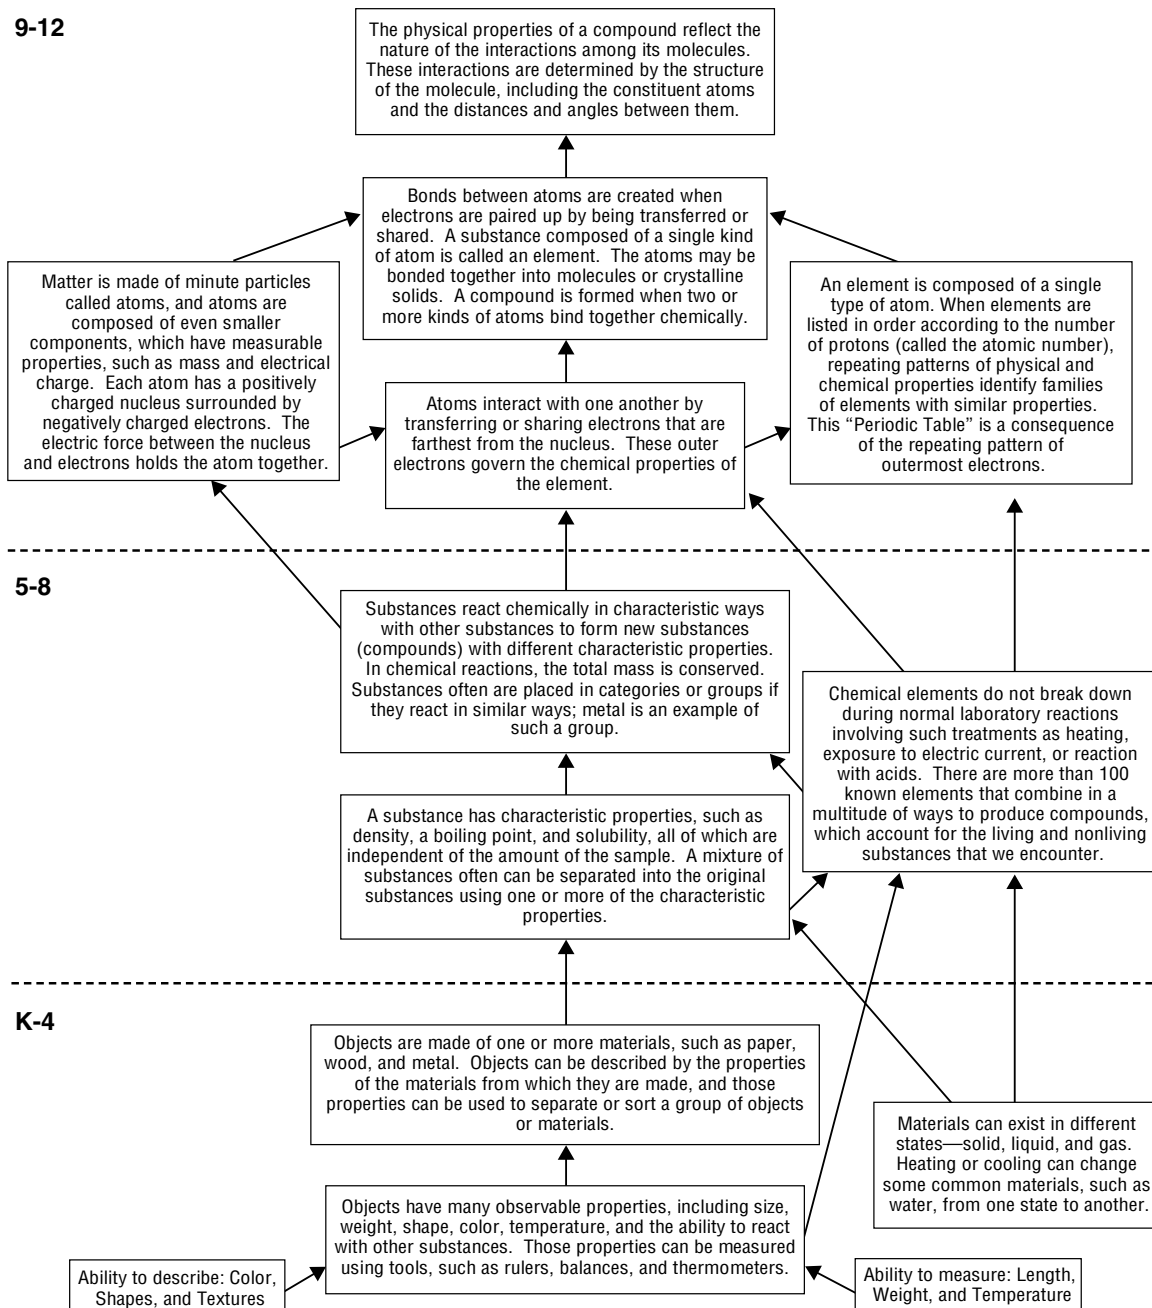 9-12
The physical properties of a compound reflect the
nature of the interactions among its molecules.
These interactions are determined by the structure
of the molecule, including the constituent atoms
and the distances and angles between them.
Bonds between atoms are created when
electrons are paired up by being transferred or
shared. A substance composed of a single kind
of atom is called an element. The atoms may be
bonded together into molecules or crystalline
solids. A compound is formed when two or
more kinds of atoms bind together chemically.
Matter is made of minute particles
called atoms, and atoms are
composed of even smaller
components, which have measurable
properties, such as mass and electrical
charge. Each atom has a positively
charged nucleus surrounded by
negatively charged electrons. The
electric force between the nucleus
and electrons holds the atom together.
An element is composed of a single
type of atom. When elements are
listed in order according to the number
of protons (called the atomic number),
repeating patterns of physical and
chemical properties identify families
of elements with similar properties.
This “Periodic Table” is a consequence
of the repeating pattern of
outermost electrons.
Atoms interact with one another by
transferring or sharing electrons that are
farthest from the nucleus. These outer
electrons govern the chemical properties of
the element.
5-8
Substances react chemically in characteristic ways
with other substances to form new substances
(compounds) with different characteristic properties.
In chemical reactions, the total mass is conserved.
Substances often are placed in categories or groups if
they react in similar ways; metal is an example of
such a group.
Chemical elements do not break down
during normal laboratory reactions
involving such treatments as heating,
exposure to electric current, or reaction
with acids. There are more than 100
known elements that combine in a
multitude of ways to produce compounds,
which account for the living and nonliving
substances that we encounter.
A substance has characteristic properties, such as
density, a boiling point, and solubility, all of which are
independent of the amount of the sample. A mixture of
substances often can be separated into the original
substances using one or more of the characteristic
properties.
K-4
Objects are made of one or more materials, such as paper,
wood, and metal. Objects can be described by the properties
of the materials from which they are made, and those
properties can be used to separate or sort a group of objects
or materials.
Materials can exist in different
states—solid, liquid, and gas.
Heating or cooling can change
some common materials, such as
water, from one state to another.
Objects have many observable properties, including size,
weight, shape, color, temperature, and the ability to react
with other substances. Those properties can be measured
using tools, such as rulers, balances, and thermometers.
Ability to describe: Color,
Shapes, and Textures
Ability to measure: Length,
Weight, and Temperature